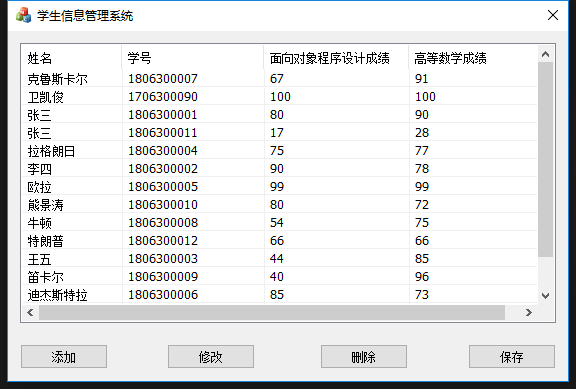 学生信息管理系统
姓名 学号 面向对象程序设计成绩 高等数学成绩
克鲁斯卡尔 1806300007 67 91
卫凯俊 1706300090 100 100
张三 1806300001 80 90
张三 1806300011 17 28
拉格朗日 1806300004 75 77
李四 1806300002 90 78
欧拉 1806300005 99 99
熊景涛 1806300010 80 72
牛顿 1806300008 54 75
特朗普 1806300012 66 66
王五 1806300003 44 85
笛卡尔 1806300009 40 96
迪杰斯特拉 1806300006 85 73
添加 修改 删除 保存